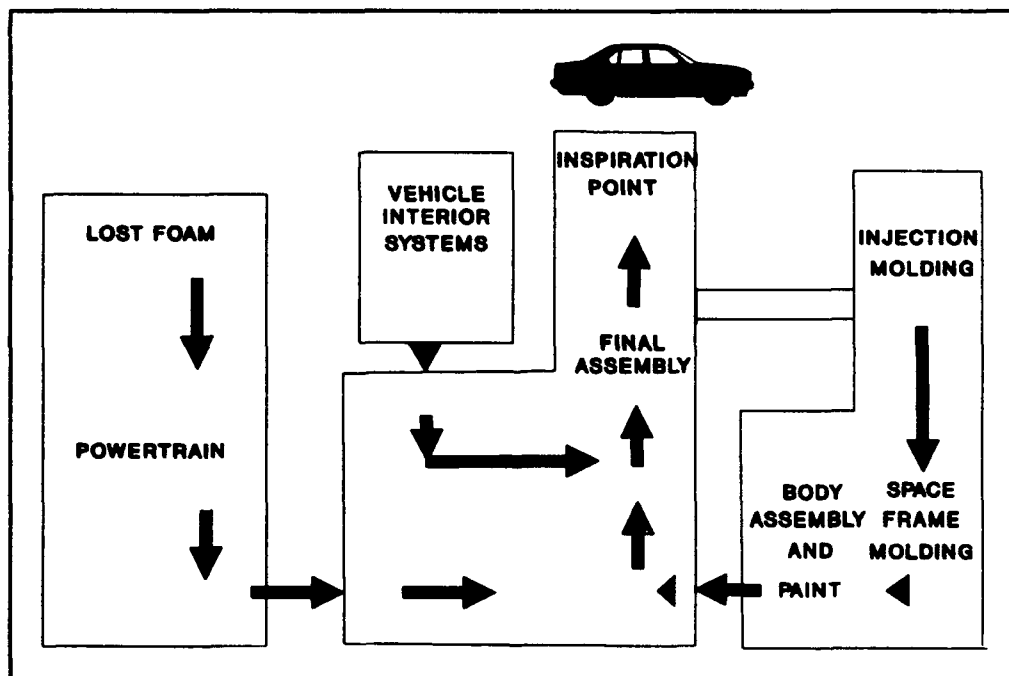 LOST FOAM
POWERTRAIN
VEHICLE
INTERIOR
SYSTEMS
INSPIRATION
POINT
FINAL
ASSEMBLY
INJECTION
MOLDING
BODY
ASSEMBLY
AND
PAINT
SPACE
FRAME
MOLDING